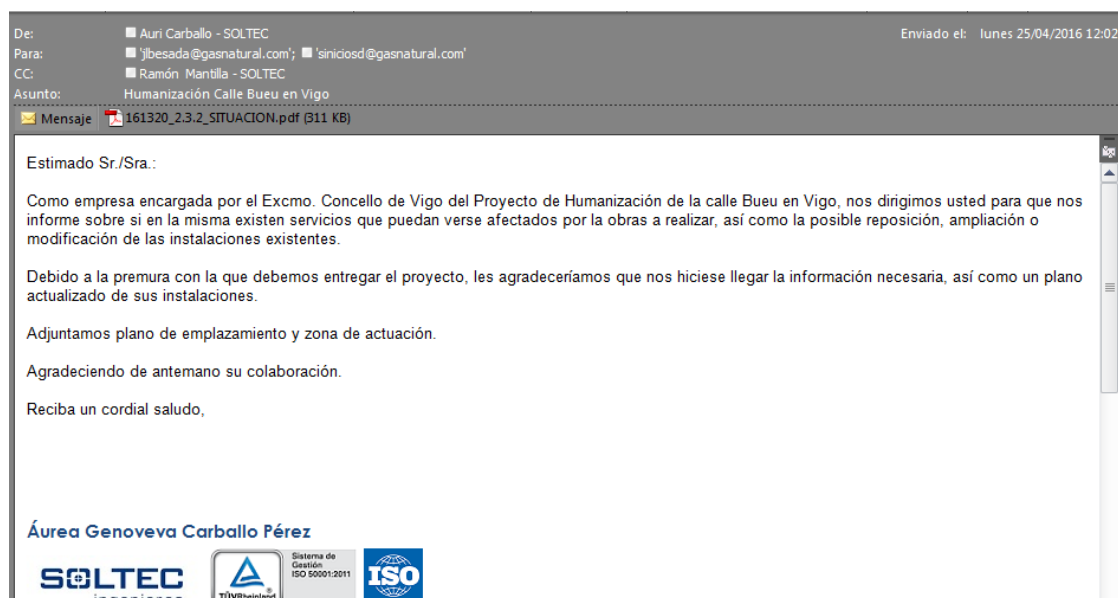 De: Auri Carballo - SOLTEC Enviado el: lunes 25/04/2016 12:02
Para: 'jlbesada@gasnatural.com'; 'siniciosd@gasnatural.com'
CC: Ramón Mantilla - SOLTEC
Asunto: Humanización Calle Bueu en Vigo
Mensaje 161320_2.3.2_SITUACION.pdf (311 KB)
Estimado Sr./Sra.:
Como empresa encargada por el Excmo. Concello de Vigo del Proyecto de Humanización de la calle Bueu en Vigo, nos dirigimos usted para que nos
informe sobre si en la misma existen servicios que puedan verse afectados por la obras a realizar, así como la posible reposición, ampliación o
modificación de las instalaciones existentes.
Debido a la premura con la que debemos entregar el proyecto, les agradeceríamos que nos hiciese llegar la información necesaria, así como un plano
actualizado de sus instalaciones.
Adjuntamos plano de emplazamiento y zona de actuación.
Agradeciendo de antemano su colaboración.
Reciba un cordial saludo,
Áurea Genoveva Carballo Pérez
SOLTEC
ingenieros
TÜVRheinland
Sistema de
Gestión
ISO 50001:2011
ISO